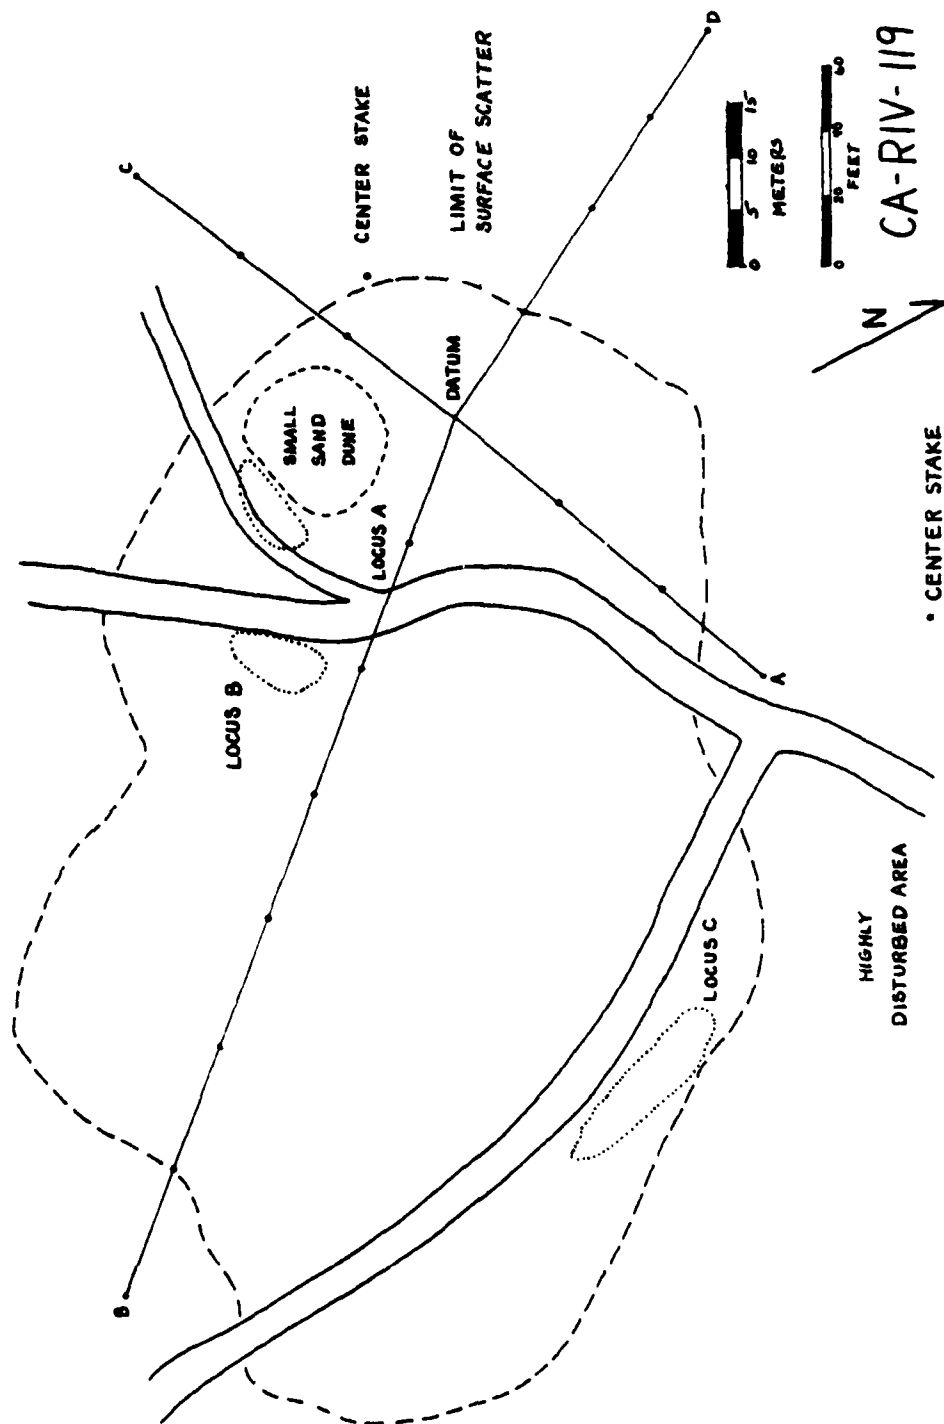 C
D
CENTER STAKE
LIMIT OF
SURFACE SCATTER
SMALL
SAND
DUNE
DATUM
LOCUS A
LOCUS B
B
A
LOCUS C
HIGHLY
DISTURBED AREA
CENTER STAKE
N
0 5 10 15
METERS
0 20 40 60
FEET
CA-RIV-119